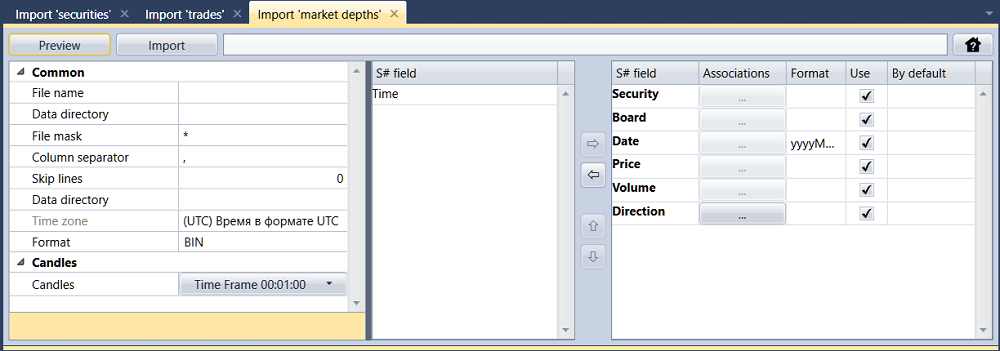 Import 'securities' Import 'trades' Import 'market depths'
Preview Import
Common
File name
Data directory
File mask *
Column separator ,
Skip lines 0
Data directory
Time zone (UTC) Время в формате UTC
Format BIN
Candles
Candles Time Frame 00:01:00
S# field
Time
S# field Associations Format Use By default
Security ...
Board ...
Date ... yyyyM...
Price ...
Volume ...
Direction ...